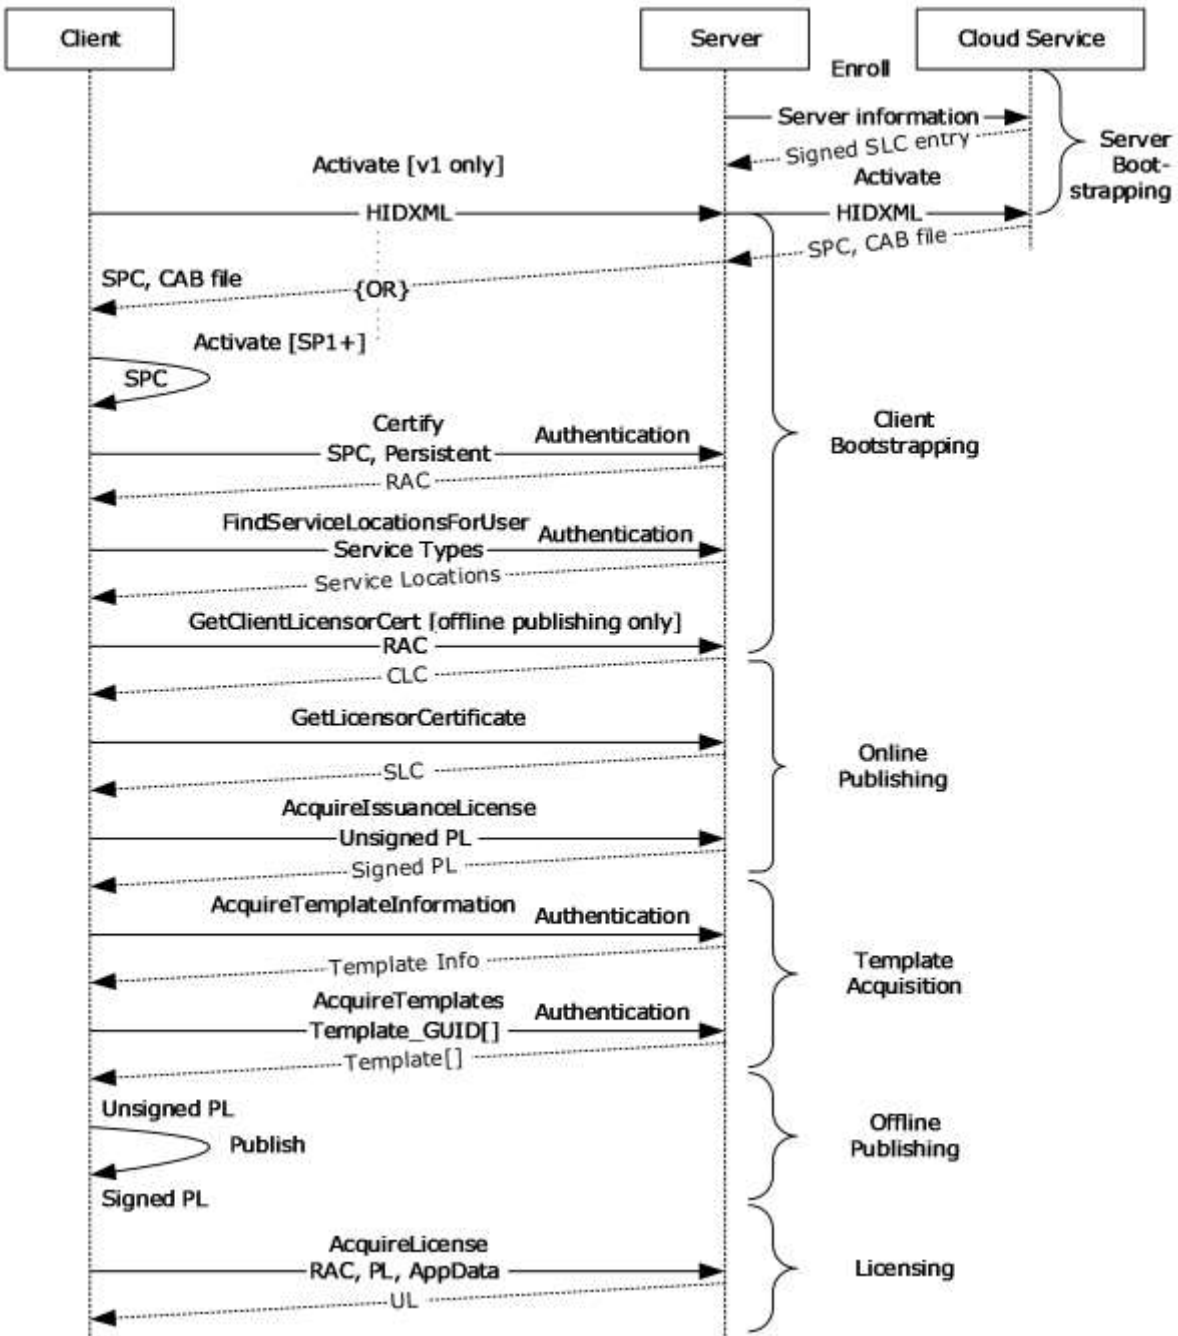 Client
Server
Cloud Service
Enroll
Server information
Signed SLC entry
Server
Boot-
strapping
Activate [v1 only]
Activate
HIDXML
HIDXML
SPC, CAB file
SPC, CAB file
{OR}
Activate [SP1+]
SPC
Client
Bootstrapping
Certify
Authentication
SPC, Persistent
RAC
FindServiceLocationsForUser
Authentication
Service Types
Service Locations
GetClientLicensorCert [offline publishing only]
RAC
CLC
GetLicensorCertificate
SLC
Online
Publishing
AcquireIssuanceLicense
Unsigned PL
Signed PL
AcquireTemplateInformation
Authentication
Template Info
Template
Acquisition
AcquireTemplates
Authentication
Template_GUID[]
Template[]
Unsigned PL
Publish
Signed PL
Offline
Publishing
AcquireLicense
RAC, PL, AppData
UL
Licensing